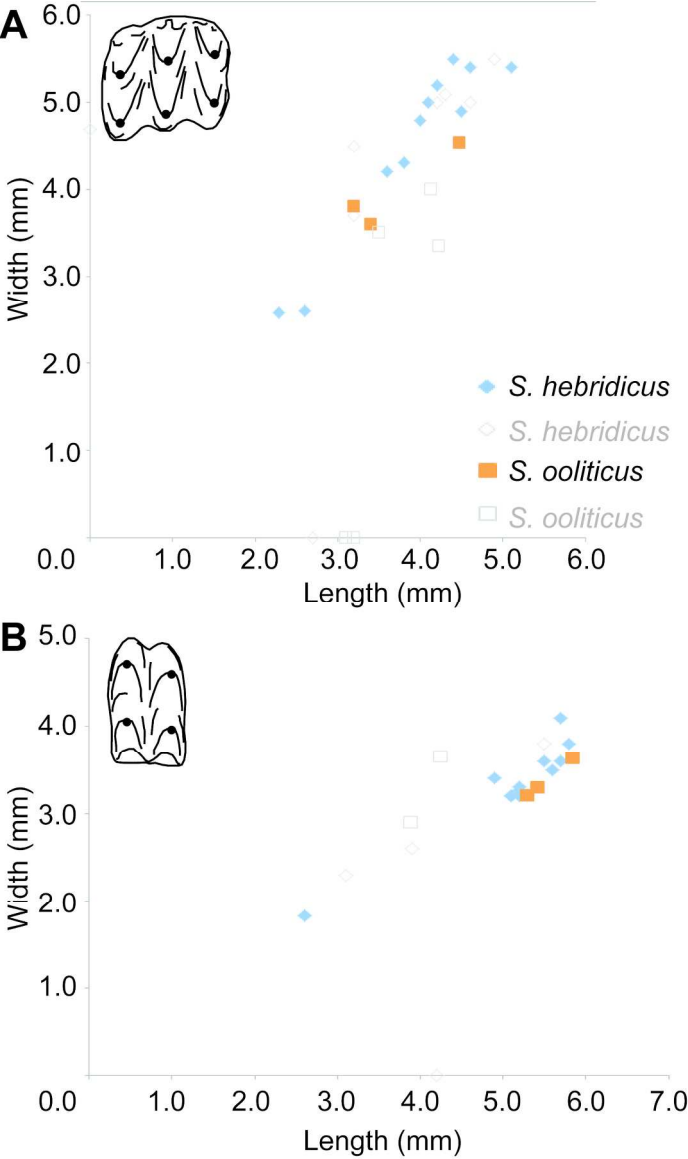 A
6.0
5.0
4.0
3.0
2.0
1.0
Width (mm)
S. hebridicus
S. hebridicus
S. ooliticus
S. ooliticus
0.0 1.0 2.0 3.0 4.0 5.0 6.0
Length (mm)
B
5.0
4.0
3.0
2.0
1.0
Width (mm)
0.0 1.0 2.0 3.0 4.0 5.0 6.0 7.0
Length (mm)